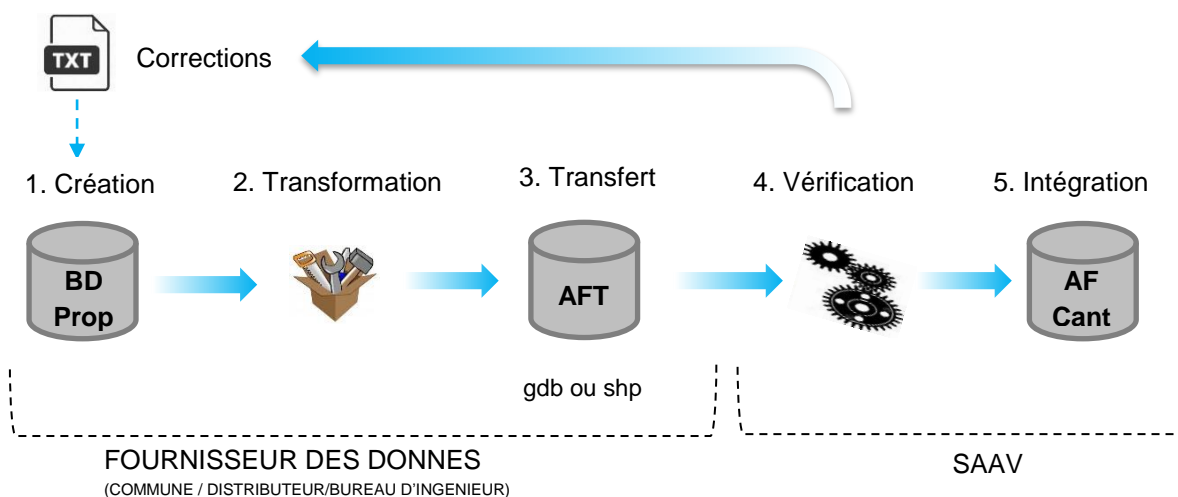 TXT
Corrections
1. Création
2. Transformation
3. Transfert
4. Vérification
5. Intégration
BD
Prop
AFT
AF
Cant
gdb ou shp
FOURNISSEUR DES DONNES
(COMMUNE / DISTRIBUTEUR/BUREAU D'INGENIEUR)
SAAV